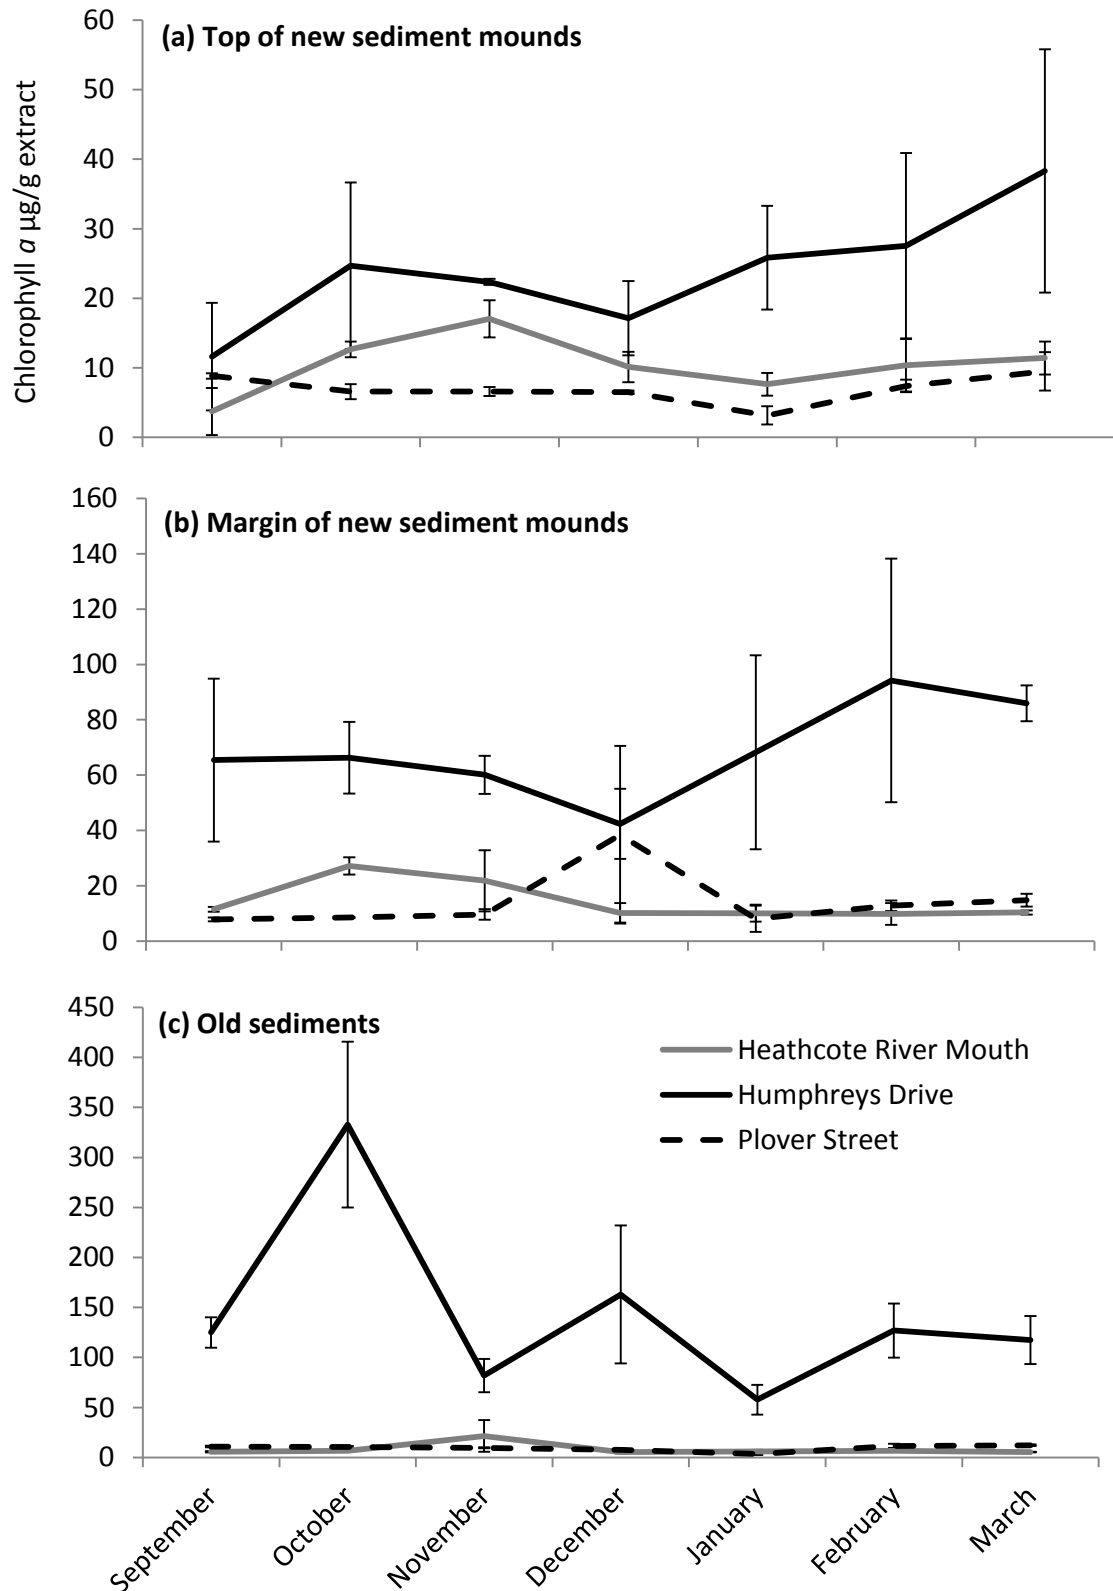 (a) Top of new sediment mounds
Chlorophyll a µg/g extract
60
50
40
30
20
10
0
(b) Margin of new sediment mounds
160
140
120
100
80
60
40
20
0
(c) Old sediments
450
400
350
300
250
200
150
100
50
0
Heathcote River Mouth
Humphreys Drive
Plover Street
September
October
November
December
January
February
March